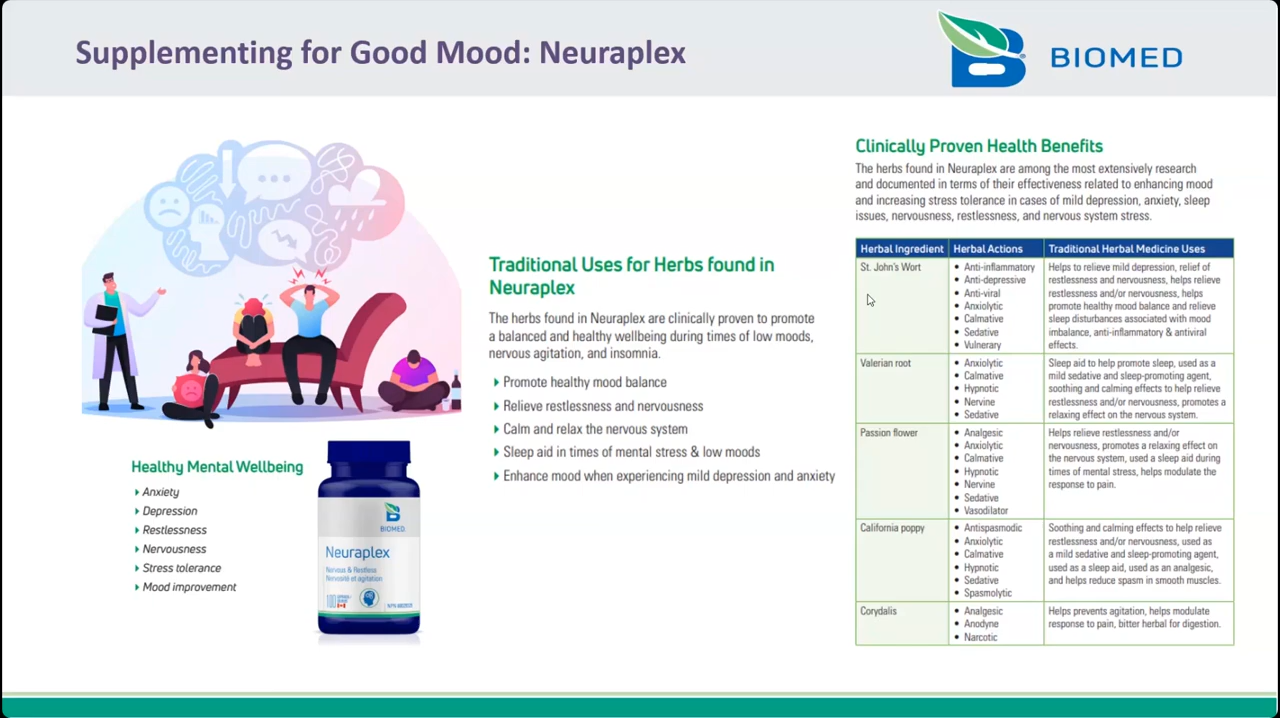 Supplementing for Good Mood: Neuraplex
BIOMED
Healthy Mental Wellbeing
Anxiety
Depression
Restlessness
Nervousness
Stress tolerance
Mood improvement
BIOMED
Neuraplex
Nervous & Restless
Nervosité et agitation
Traditional Uses for Herbs found in
Neuraplex
The herbs found in Neuraplex are clinically proven to promote
a balanced and healthy wellbeing during times of low moods,
nervous agitation, and insomnia.
Promote healthy mood balance
Relieve restlessness and nervousness
Calm and relax the nervous system
Sleep aid in times of mental stress & low moods
Enhance mood when experiencing mild depression and anxiety
Clinically Proven Health Benefits
The herbs found in Neuraplex are among the most extensively research
and documented in terms of their effectiveness related to enhancing mood
and increasing stress tolerance in cases of mild depression, anxiety, sleep
issues, nervousness, restlessness, and nervous system stress.
Herbal Ingredient Herbal Actions Traditional Herbal Medicine Uses
St. John's Wort
• Anti-inflammatory
• Anti-depressive
• Anti-viral
• Anxiolytic
• Calmative
• Sedative
• Vulnerary
Helps to relieve mild depression, relief of
restlessness and nervousness, helps relieve
restlessness and/or nervousness, helps
promote healthy mood balance and relieve
sleep disturbances associated with mood
imbalance, anti-inflammatory & antiviral
effects.
Valerian root
• Anxiolytic
• Calmative
• Hypnotic
• Nervine
• Sedative
Sleep aid to help promote sleep, used as a
mild sedative and sleep-promoting agent,
soothing and calming effects to help relieve
restlessness and/or nervousness, promotes a
relaxing effect on the nervous system.
Passion flower
• Analgesic
• Anxiolytic
• Calmative
• Hypnotic
• Nervine
• Sedative
• Vasodilator
Helps relieve restlessness and/or
nervousness, promotes a relaxing effect on
the nervous system, used a sleep aid during
times of mental stress, helps modulate the
response to pain.
California poppy
• Antispasmodic
• Anxiolytic
• Calmative
• Hypnotic
• Sedative
• Spasmolytic
Soothing and calming effects to help relieve
restlessness and/or nervousness, used as
a mild sedative and sleep-promoting agent,
used as a sleep aid, used as an analgesic,
and helps reduce spasm in smooth muscles.
Corydalis
• Analgesic
• Anodyne
• Narcotic
Helps prevents agitation, helps modulate
response to pain, bitter herbal for digestion.